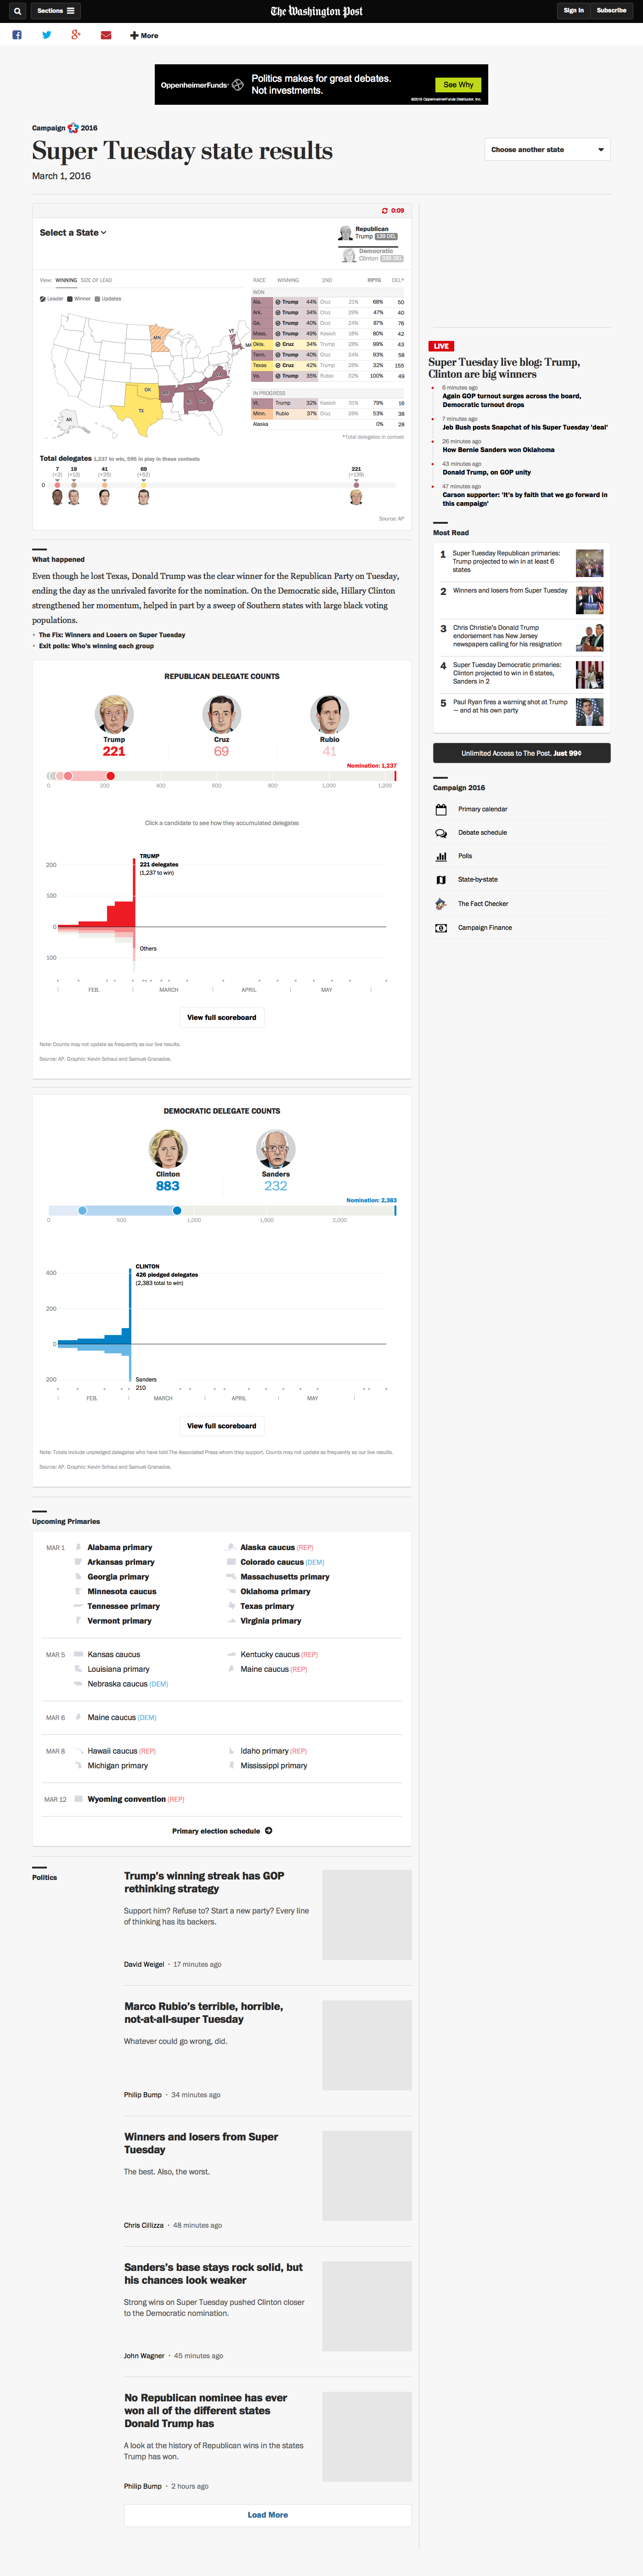 Sections
The Washington Post
Sign In
Subscribe
More
OppenheimerFunds
Politics makes for great debates.
Not investments.
See Why
©2016 OppenheimerFunds Distributor, Inc.
Campaign 2016
Super Tuesday state results
March 1, 2016
Choose another state
0:09
Select a State
Republican
Trump 139 DEL
Democratic
Clinton
View: WINNING SIZE OF LEAD
Leader Winner Updates
MN
VT
MA
OK
TX
AK
RACE WINNING 2ND RPTG DEL*
WON
Ala. Trump 44% Cruz 21% 68% 50
Ark. Trump 34% Cruz 29% 47% 40
Ga. Trump 40% Cruz 24% 87% 76
Mass. Trump 49% Kasich 18% 80% 42
Okla. Cruz 34% Trump 28% 99% 43
Tenn. Trump 40% Cruz 24% 93% 58
Texas Cruz 42% Trump 28% 32% 155
Va. Trump 35% Rubio 32% 100% 49
IN PROGRESS
Vt. Trump 32% Kasich 31% 79% 16
Minn. Rubio 37% Cruz 28% 53% 38
Alaska 0% 28
*Total delegates in contest
Total delegates 1,237 to win, 595 in play in these contests
7 19 41 69 221
(+2) (+13) (+25) (+52) (+139)
0
Source: AP
What happened
Even though he lost Texas, Donald Trump was the clear winner for the Republican Party on Tuesday,
ending the day as the unrivaled favorite for the nomination. On the Democratic side, Hillary Clinton
strengthened her momentum, helped in part by a sweep of Southern states with large black voting
populations.
The Fix: Winners and Losers on Super Tuesday
Exit polls: Who's winning each group
REPUBLICAN DELEGATE COUNTS
Trump Cruz Rubio
221 69 41
Nomination: 1,237
0 200 400 600 800 1,000 1,200
Click a candidate to see how they accumulated delegates
TRUMP
221 delegates
(1,237 to win)
200
100
0
Others
100
FEB. MARCH APRIL MAY
View full scoreboard
Note: Counts may not update as frequently as our live results.
Source: AP. Graphic: Kevin Schaul and Samuel Granados.
DEMOCRATIC DELEGATE COUNTS
Clinton Sanders
883 232
Nomination: 2,383
0 500 1,000 1,500 2,000
CLINTON
426 pledged delegates
(2,383 total to win)
400
200
0
200
Sanders
210
FEB. MARCH APRIL MAY
View full scoreboard
Note: Totals include unpledged delegates who have told The Associated Press whom they support. Counts may not update as frequently as our live results.
Source: AP. Graphic: Kevin Schaul and Samuel Granados.
Upcoming Primaries
MAR 1 Alabama primary Alaska caucus (REP)
Arkansas primary Colorado caucus (DEM)
Georgia primary Massachusetts primary
Minnesota caucus Oklahoma primary
Tennessee primary Texas primary
Vermont primary Virginia primary
MAR 5 Kansas caucus Kentucky caucus (REP)
Louisiana primary Maine caucus (REP)
Nebraska caucus (DEM)
MAR 6 Maine caucus (DEM)
MAR 8 Hawaii caucus (REP) Idaho primary (REP)
Michigan primary Mississippi primary
MAR 12 Wyoming convention (REP)
Primary election schedule
Politics
Trump's winning streak has GOP
rethinking strategy
Support him? Refuse to? Start a new party? Every line
of thinking has its backers.
David Weigel · 17 minutes ago
Marco Rubio's terrible, horrible,
not-at-all-super Tuesday
Whatever could go wrong, did.
Philip Bump · 34 minutes ago
Winners and losers from Super
Tuesday
The best. Also, the worst.
Chris Cillizza · 48 minutes ago
Sanders's base stays rock solid, but
his chances look weaker
Strong wins on Super Tuesday pushed Clinton closer
to the Democratic nomination.
John Wagner · 45 minutes ago
No Republican nominee has ever
won all of the different states
Donald Trump has
A look at the history of Republican wins in the states
Trump has won.
Philip Bump · 2 hours ago
Load More
LIVE
Super Tuesday live blog: Trump,
Clinton are big winners
6 minutes ago
Again GOP turnout surges across the board,
Democratic turnout drops
7 minutes ago
Jeb Bush posts Snapchat of his Super Tuesday 'deal'
26 minutes ago
How Bernie Sanders won Oklahoma
43 minutes ago
Donald Trump, on GOP unity
47 minutes ago
Carson supporter: 'It's by faith that we go forward in
this campaign'
Most Read
1 Super Tuesday Republican primaries:
Trump projected to win in at least 6
states
2 Winners and losers from Super Tuesday
3 Chris Christie's Donald Trump
endorsement has New Jersey
newspapers calling for his resignation
4 Super Tuesday Democratic primaries:
Clinton projected to win in 6 states,
Sanders in 2
5 Paul Ryan fires a warning shot at Trump
— and at his own party
Unlimited Access to The Post. Just 99¢
Campaign 2016
Primary calendar
Debate schedule
Polls
State-by-state
The Fact Checker
Campaign Finance